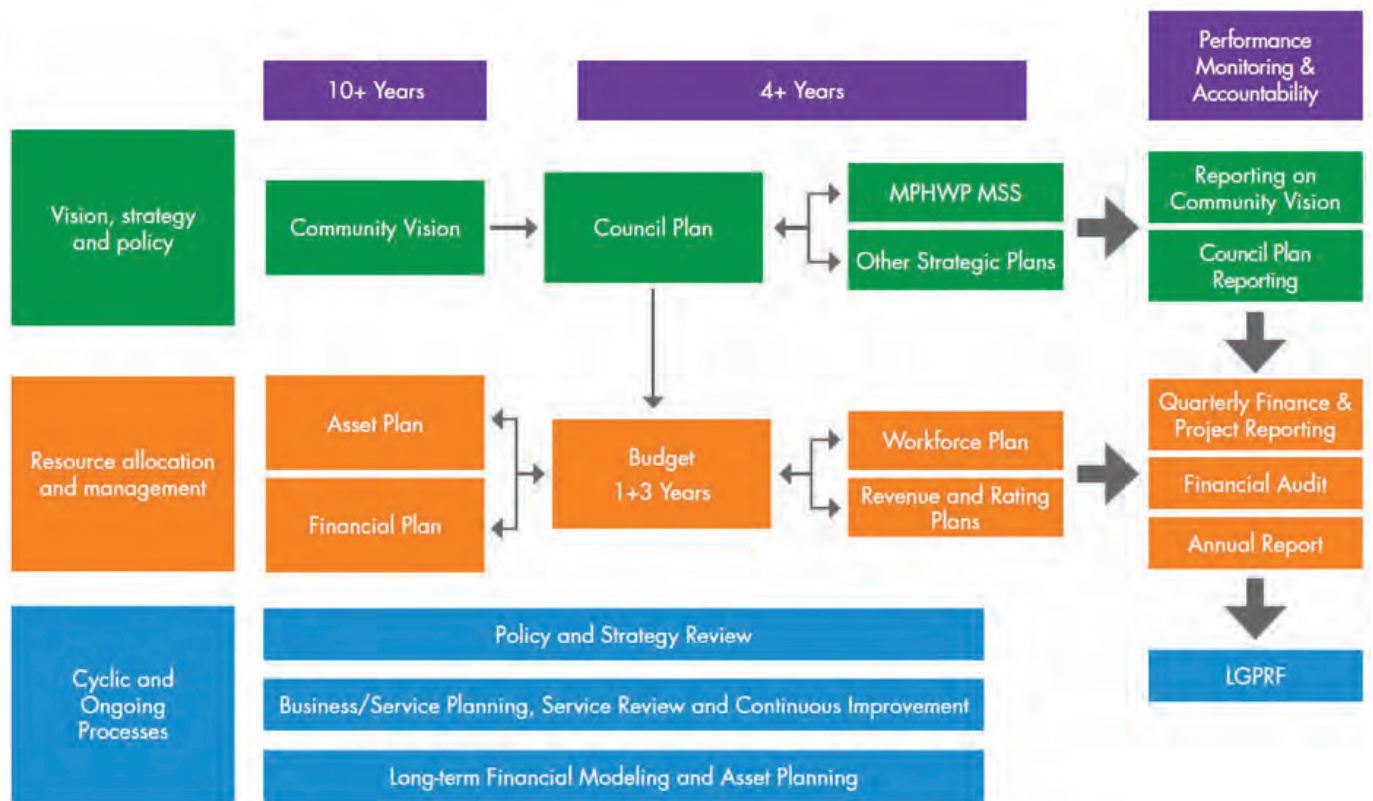 10+ Years
4+ Years
Performance
Monitoring &
Accountability
Vision, strategy
and policy
Community Vision
Council Plan
MPHWP MSS
Other Strategic Plans
Reporting on
Community Vision
Council Plan
Reporting
Resource allocation
and management
Asset Plan
Financial Plan
Budget
1+3 Years
Workforce Plan
Revenue and Rating
Plans
Quarterly Finance &
Project Reporting
Financial Audit
Annual Report
Cyclic and
Ongoing
Processes
Policy and Strategy Review
Business/Service Planning, Service Review and Continuous Improvement
Long-term Financial Modeling and Asset Planning
LGPRF